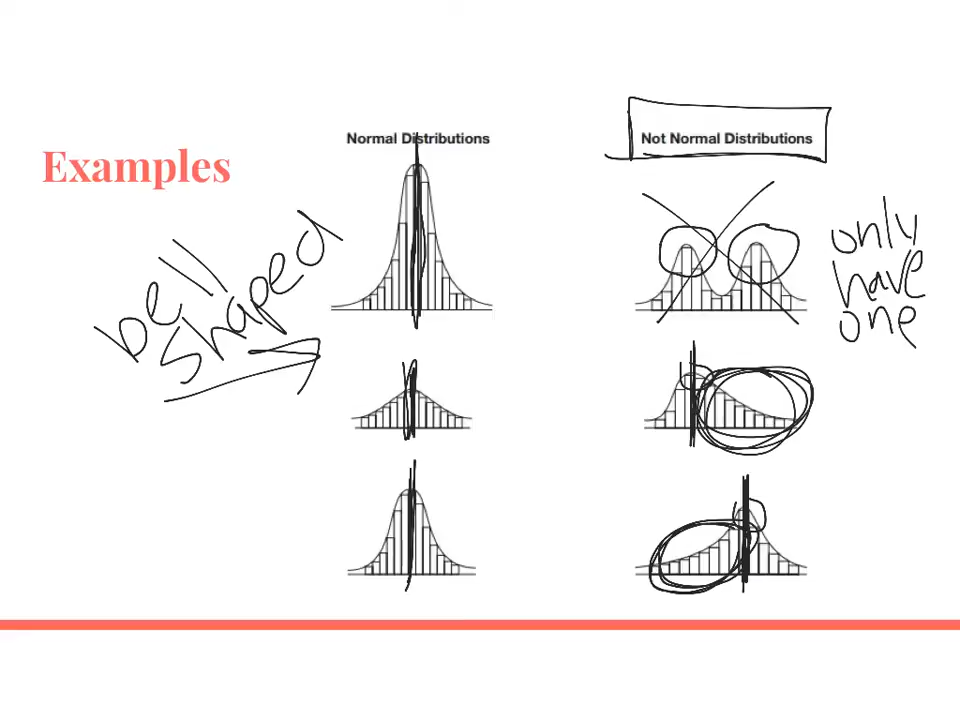 Examples
Normal Distributions
Not Normal Distributions
bell
shaped
only
have
one